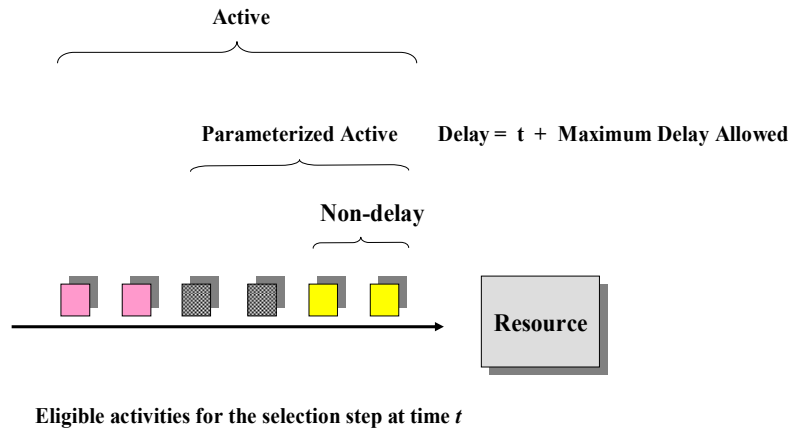 Active
Parameterized Active
Delay = t + Maximum Delay Allowed
Non-delay
Resource
Eligible activities for the selection step at time t